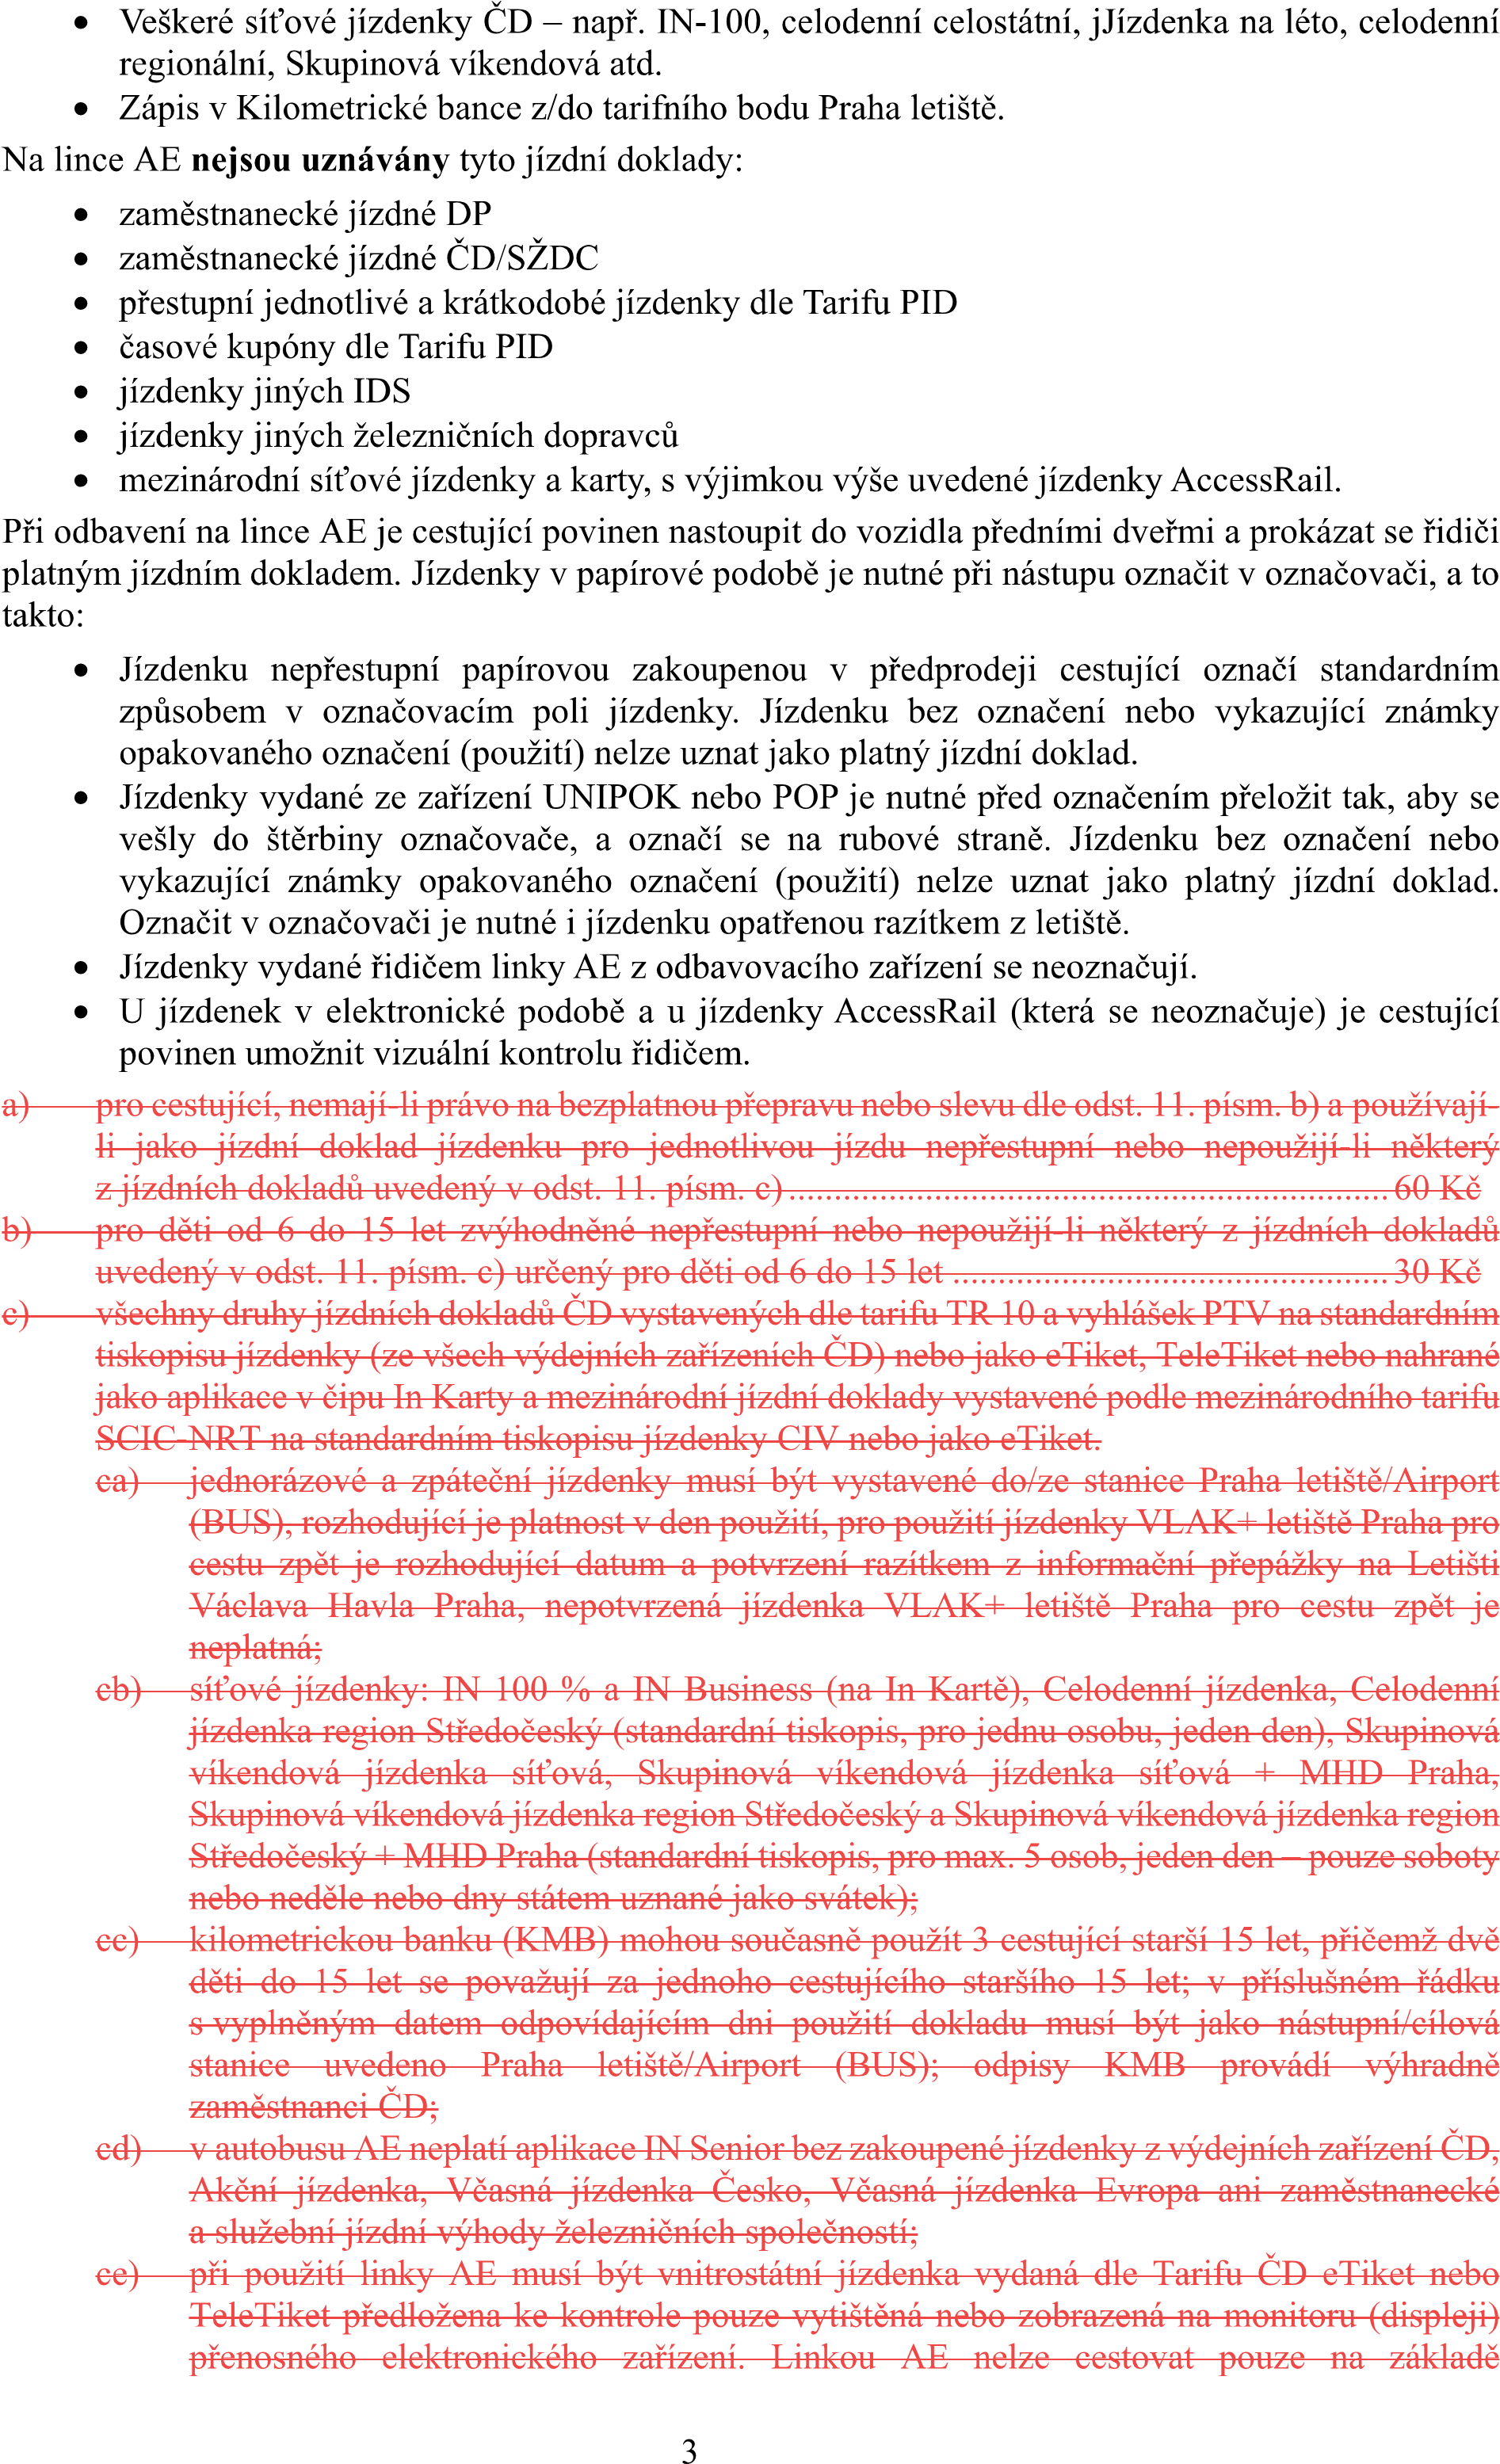 • Veškeré síťové jízdenky ČD – např. IN-100, celodenní celostátní, jJízdenka na léto, celodenní
regionální, Skupinová víkendová atd.
• Zápis v Kilometrické bance z/do tarifního bodu Praha letiště.
Na lince AE nejsou uznávány tyto jízdní doklady:
• zaměstnanecké jízdné DP
• zaměstnanecké jízdné ČD/SŽDC
• přestupní jednotlivé a krátkodobé jízdenky dle Tarifu PID
• časové kupóny dle Tarifu PID
• jízdenky jiných IDS
• jízdenky jiných železničních dopravců
• mezinárodní síťové jízdenky a karty, s výjimkou výše uvedené jízdenky AccessRail.
Při odbavení na lince AE je cestující povinen nastoupit do vozidla předními dveřmi a prokázat se řidiči
platným jízdním dokladem. Jízdenky v papírové podobě je nutné při nástupu označit v označovači, a to
takto:
• Jízdenku nepřestupní papírovou zakoupenou v předprodeji cestující označí standardním
způsobem v označovacím poli jízdenky. Jízdenku bez označení nebo vykazující známky
opakovaného označení (použití) nelze uznat jako platný jízdní doklad.
• Jízdenky vydané ze zařízení UNIPOK nebo POP je nutné před označením přeložit tak, aby se
vešly do štěrbiny označovače, a označí se na rubové straně. Jízdenku bez označení nebo
vykazující známky opakovaného označení (použití) nelze uznat jako platný jízdní doklad.
Označit v označovači je nutné i jízdenku opatřenou razítkem z letiště.
• Jízdenky vydané řidičem linky AE z odbavovacího zařízení se neoznačují.
• U jízdenek v elektronické podobě a u jízdenky AccessRail (která se neoznačuje) je cestující
povinen umožnit vizuální kontrolu řidičem.
a) pro cestující, nemají-li právo na bezplatnou přepravu nebo slevu dle odst. 11. písm. b) a používají-
li jako jízdní doklad jízdenku pro jednotlivou jízdu nepřestupní nebo nepoužijí-li některý
z jízdních dokladů uvedený v odst. 11. písm. c) .................................................................. 60 Kč
b) pro děti od 6 do 15 let zvýhodněné nepřestupní nebo nepoužijí-li některý z jízdních dokladů
uvedený v odst. 11. písm. c) určený pro děti od 6 do 15 let ................................................ 30 Kč
c) všechny druhy jízdních dokladů ČD vystavených dle tarifu TR 10 a vyhlášek PTV na standardním
tiskopisu jízdenky (ze všech výdejních zařízeních ČD) nebo jako eTiket, TeleTiket nebo nahrané
jako aplikace v čipu In Karty a mezinárodní jízdní doklady vystavené podle mezinárodního tarifu
SCIC-NRT na standardním tiskopisu jízdenky CIV nebo jako eTiket.
ca) jednorázové a zpáteční jízdenky musí být vystavené do/ze stanice Praha letiště/Airport
(BUS), rozhodující je platnost v den použití, pro použití jízdenky VLAK+ letiště Praha pro
cestu zpět je rozhodující datum a potvrzení razítkem z informační přepážky na Letišti
Václava Havla Praha, nepotvrzená jízdenka VLAK+ letiště Praha pro cestu zpět je
neplatná;
cb) síťové jízdenky: IN 100 % a IN Business (na In Kartě), Celodenní jízdenka, Celodenní
jízdenka region Středočeský (standardní tiskopis, pro jednu osobu, jeden den), Skupinová
víkendová jízdenka síťová, Skupinová víkendová jízdenka síťová + MHD Praha,
Skupinová víkendová jízdenka region Středočeský a Skupinová víkendová jízdenka region
Středočeský + MHD Praha (standardní tiskopis, pro max. 5 osob, jeden den – pouze soboty
nebo neděle nebo dny státem uznané jako svátek);
cc) kilometrickou banku (KMB) mohou současně použít 3 cestující starší 15 let, přičemž dvě
děti do 15 let se považují za jednoho cestujícího staršího 15 let; v příslušném řádku
s vyplněným datem odpovídajícím dni použití dokladu musí být jako nástupní/cílová
stanice uvedeno Praha letiště/Airport (BUS); odpisy KMB provádí výhradně
zaměstnanci ČD;
cd) v autobusu AE neplatí aplikace IN Senior bez zakoupené jízdenky z výdejních zařízení ČD,
Akční jízdenka, Včasná jízdenka Česko, Včasná jízdenka Evropa ani zaměstnanecké
a služební jízdní výhody železničních společností;
ce) při použití linky AE musí být vnitrostátní jízdenka vydaná dle Tarifu ČD eTiket nebo
TeleTiket předložena ke kontrole pouze vytištěná nebo zobrazená na monitoru (displeji)
přenosného elektronického zařízení. Linkou AE nelze cestovat pouze na základě
3